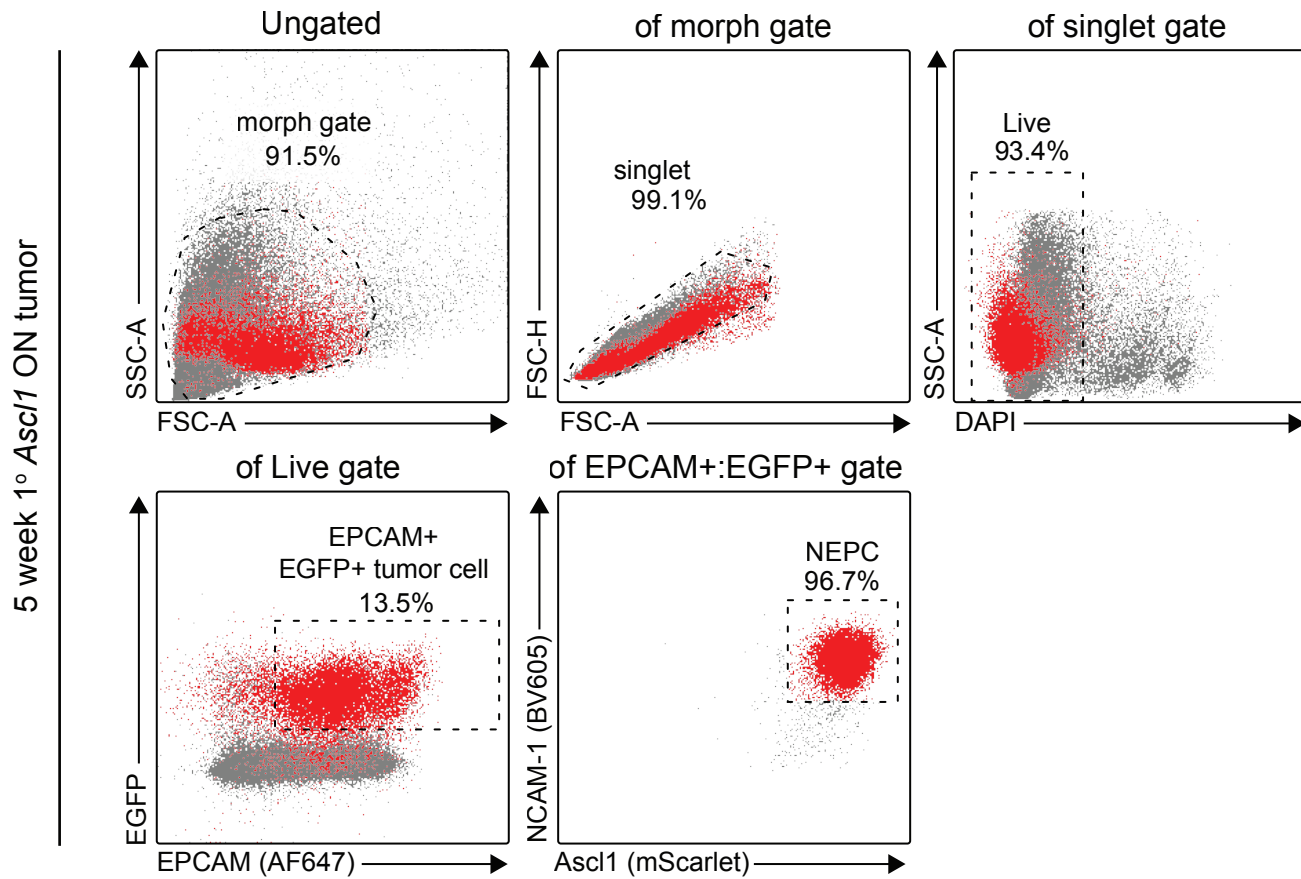 5 week 1º Ascl1 ON tumor
Ungated
morph gate
91.5%
SSC-A
FSC-A
of morph gate
singlet
99.1%
FSC-H
FSC-A
of singlet gate
Live
93.4%
SSC-A
DAPI
of Live gate
EPCAM+
EGFP+ tumor cell
13.5%
EGFP
EPCAM (AF647)
of EPCAM+:EGFP+ gate
NEPC
96.7%
NCAM-1 (BV605)
Ascl1 (mScarlet)